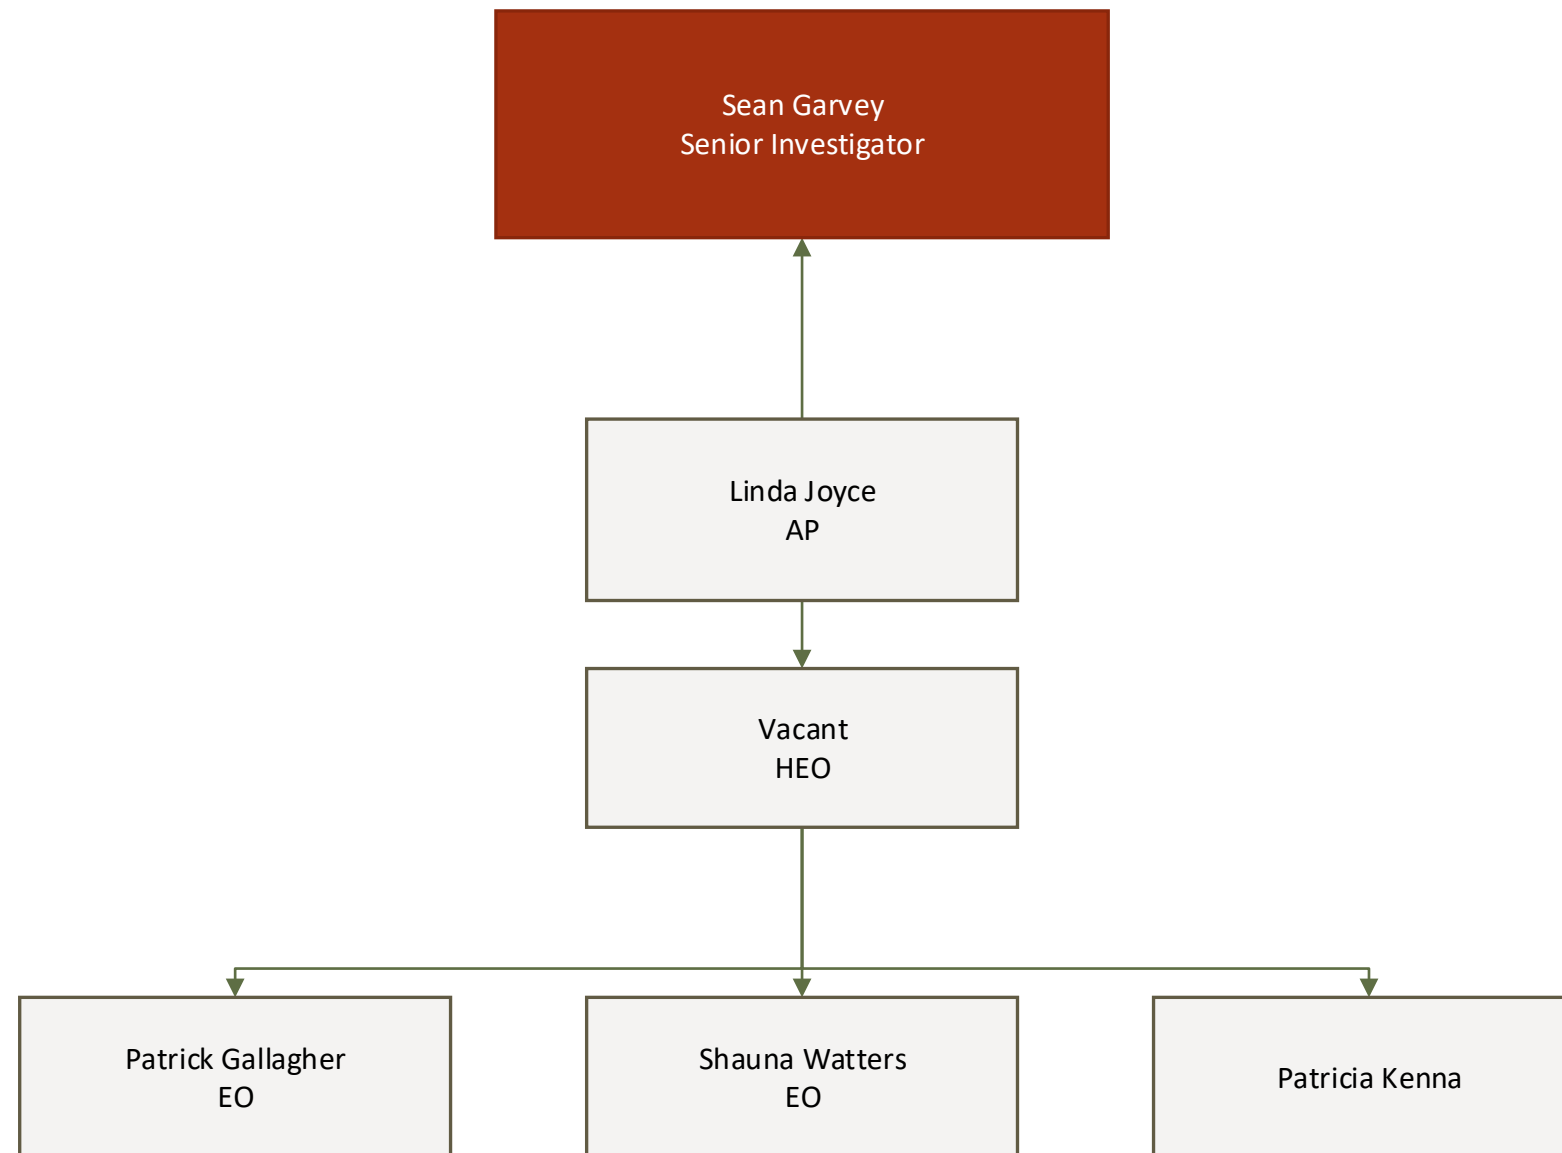 Sean Garvey
Senior Investigator
Linda Joyce
AP
Vacant
HEO
Patrick Gallagher
EO
Shauna Watters
EO
Patricia Kenna